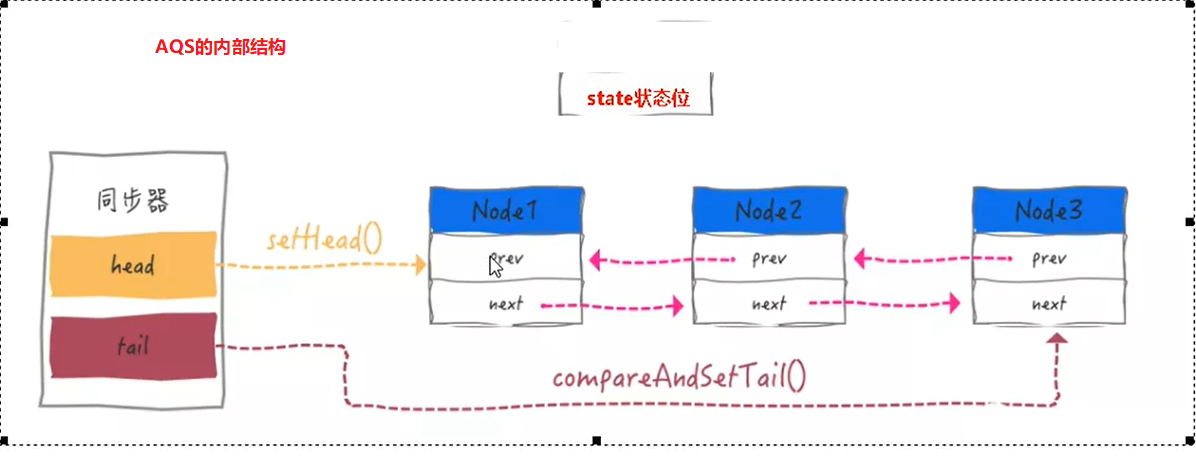 AQS的内部结构
state状态位
同步器
head
tail
setHead()
Node1
prev
next
Node2
prev
next
Node3
prev
next
compareAndSetTail()